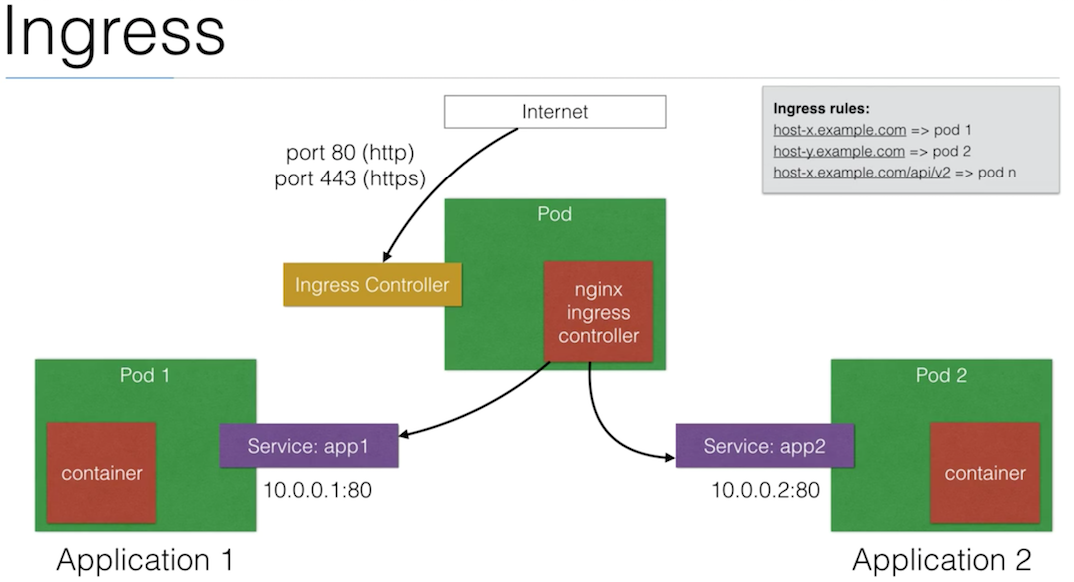 Ingress
Internet
Ingress rules:
host-x.example.com => pod 1
host-y.example.com => pod 2
host-x.example.com/api/v2 => pod n
port 80 (http)
port 443 (https)
Pod
Ingress Controller
nginx
ingress
controller
Pod 1
container
Service: app1
10.0.0.1:80
Application 1
Pod 2
Service: app2
container
10.0.0.2:80
Application 2